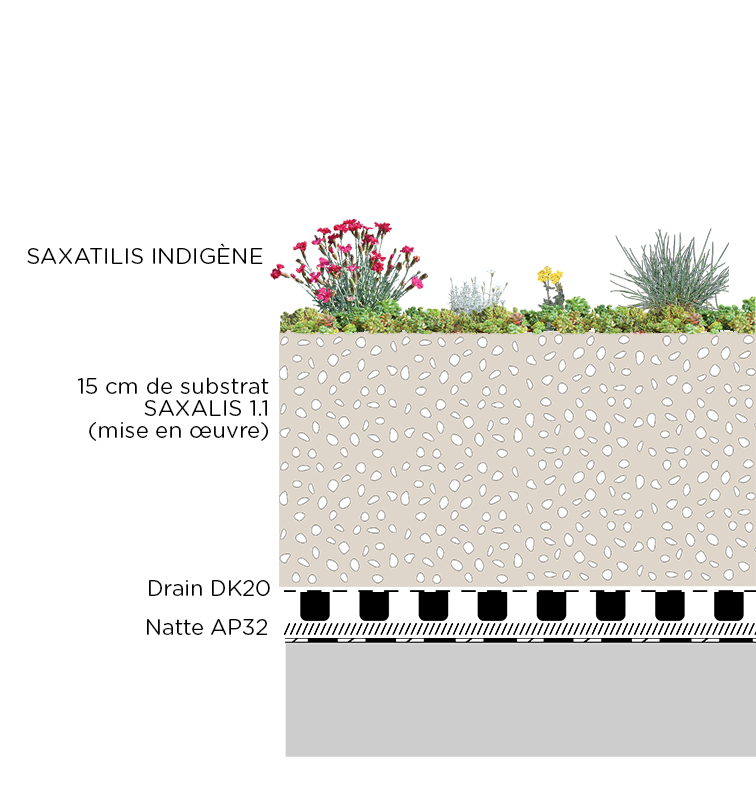 SAXATILIS INDIGÈNE
15 cm de substrat
SAXALIS 1.1
(mise en œuvre)
Drain DK20
Natte AP32